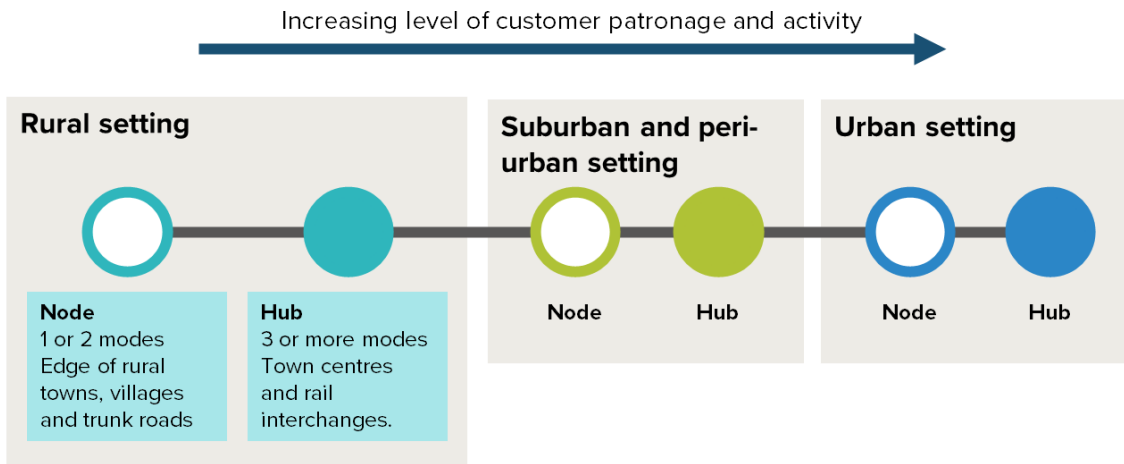 Increasing level of customer patronage and activity
Rural setting
Node
1 or 2 modes
Edge of rural
towns, villages
and trunk roads
Hub
3 or more modes
Town centres
and rail
interchanges.
Suburban and peri-
urban setting
Node
Hub
Urban setting
Node
Hub